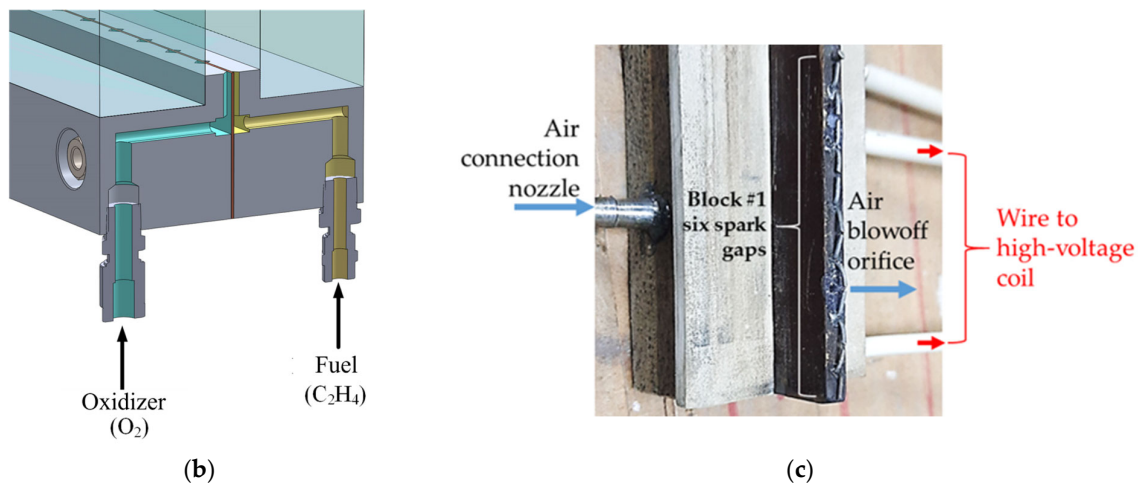 Oxidizer
(O₂)
Fuel
(C₂H₄)
(b)
Air
connection
nozzle
Block #1
six spark
gaps
Air
blowoff
orifice
Wire to
high-voltage
coil
(c)